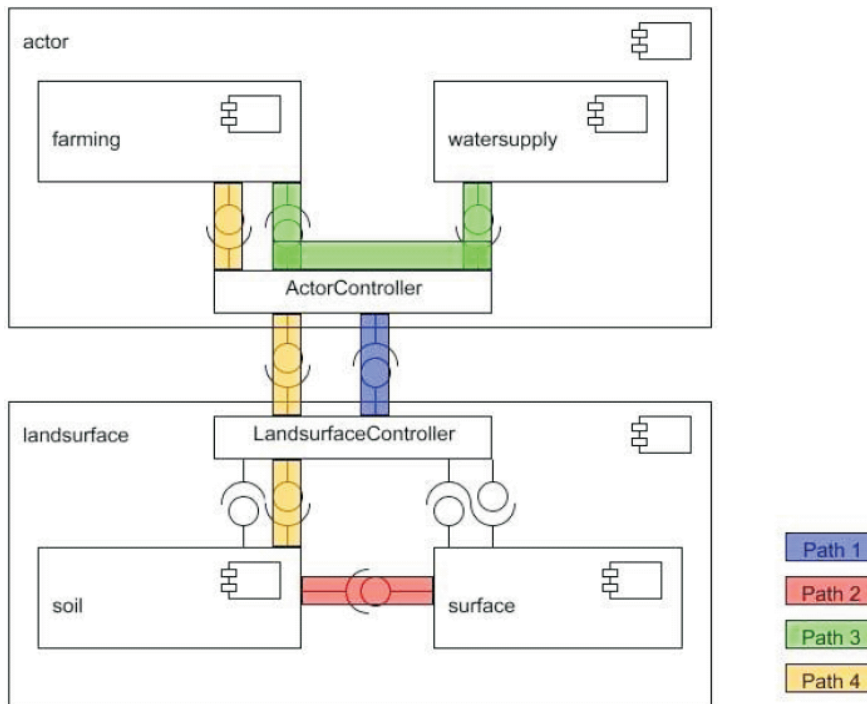 actor
farming
watersupply
ActorController
landsurface
LandsurfaceController
soil
surface
Path 1
Path 2
Path 3
Path 4